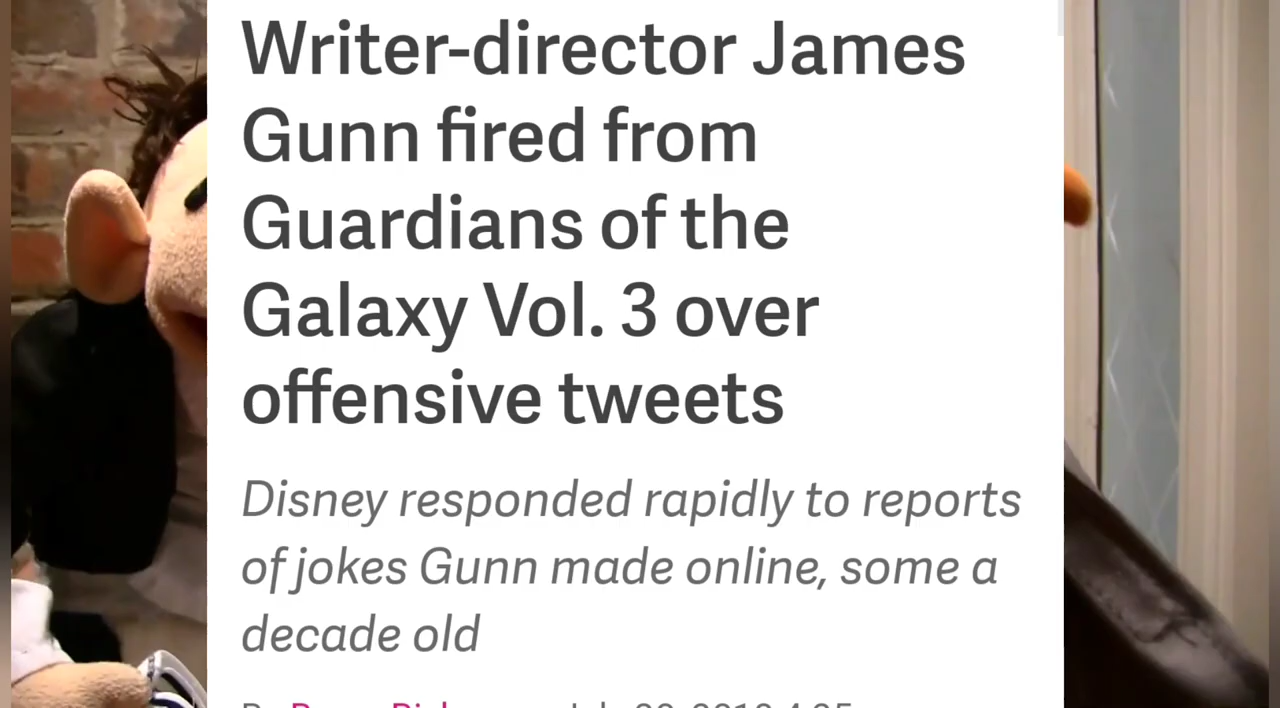 Writer-director James
Gunn fired from
Guardians of the
Galaxy Vol. 3 over
offensive tweets
Disney responded rapidly to reports
of jokes Gunn made online, some a
decade old